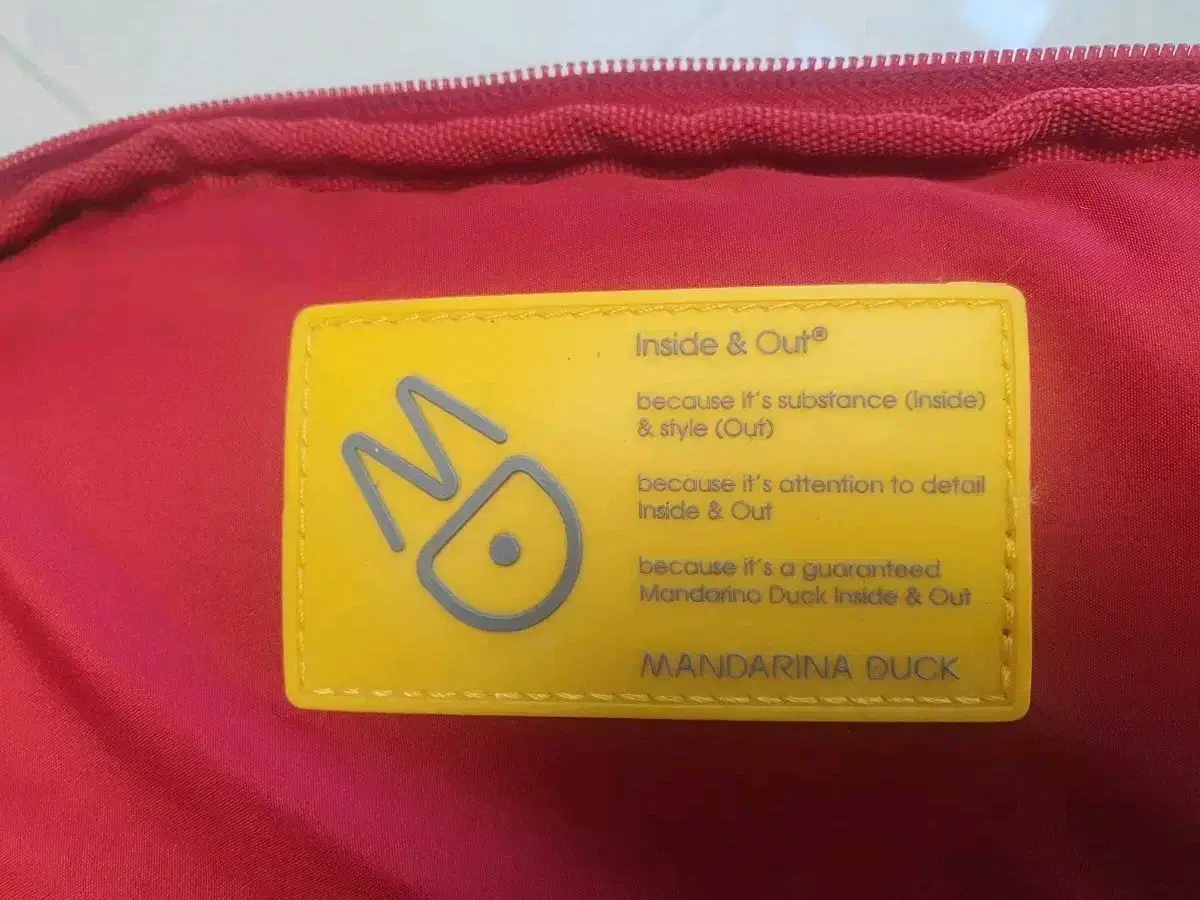 MD
Inside & Out®
because it's substance (Inside)
& style (Out)
because it's attention to detail
Inside & Out
because it's a guaranteed
Mandarina Duck Inside & Out
MANDARINA DUCK